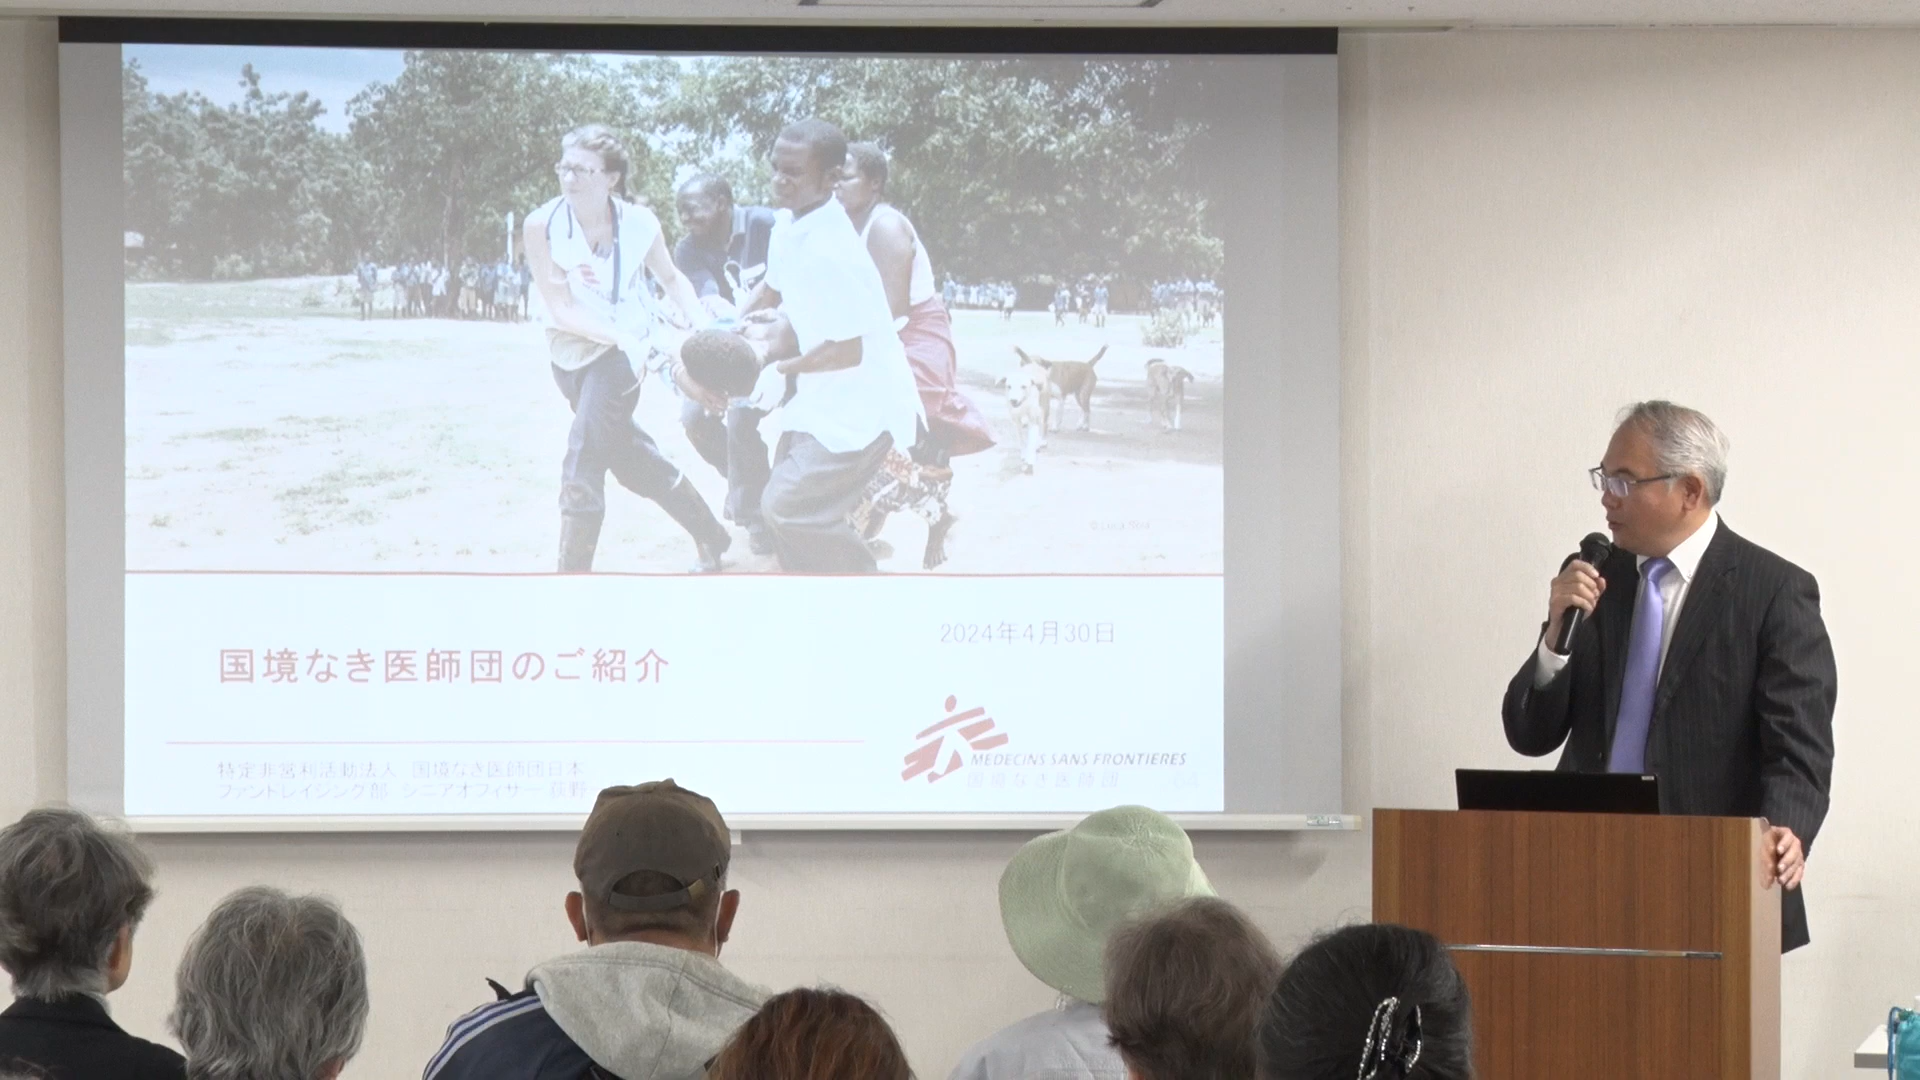 2024年4月30日
国境なき医師団のご紹介
MEDECINS SANS FRONTIERES
国境なき医師団
特定非営利活動法人 国境なき医師団日本
ファンドレイジング部 シニアオフィサー 荻野一